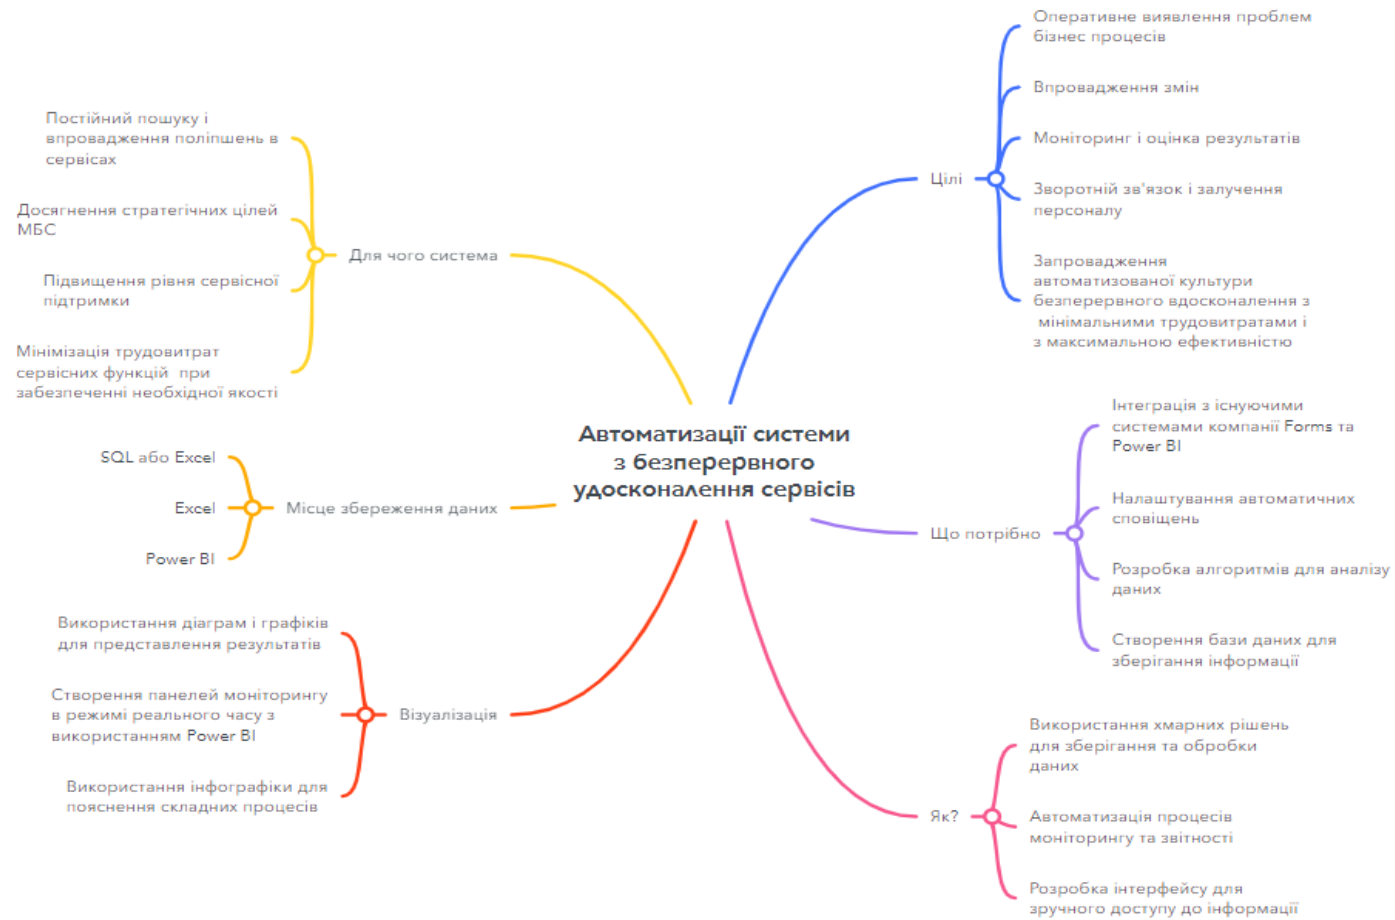 Автоматизації системи
з безперервного
удосконалення сервісів
Цілі
Оперативне виявлення проблем
бізнес процесів
Впровадження змін
Моніторинг і оцінка результатів
Зворотній зв'язок і залучення
персоналу
Запровадження
автоматизованої культури
безперервного вдосконалення з
мінімальними трудовитратами і
з максимальною ефективністю
Що потрібно
Інтеграція з існуючими
системами компанії Forms та
Power BI
Налаштування автоматичних
сповіщень
Розробка алгоритмів для аналізу
даних
Створення бази даних для
зберігання інформації
Як?
Використання хмарних рішень
для зберігання та обробки
даних
Автоматизація процесів
моніторингу та звітності
Розробка інтерфейсу для
зручного доступу до інформації
Для чого система
Постійний пошуку і
впровадження поліпшень в
сервісах
Досягнення стратегічних цілей
МБС
Підвищення рівня сервісної
підтримки
Мінімізація трудовитрат
сервісних функцій при
забезпеченні необхідної якості
Місце збереження даних
SQL або Excel
Excel
Power BI
Візуалізація
Використання діаграм і графіків
для представлення результатів
Створення панелей моніторингу
в режимі реального часу з
використанням Power BI
Використання інфографіки для
пояснення складних процесів